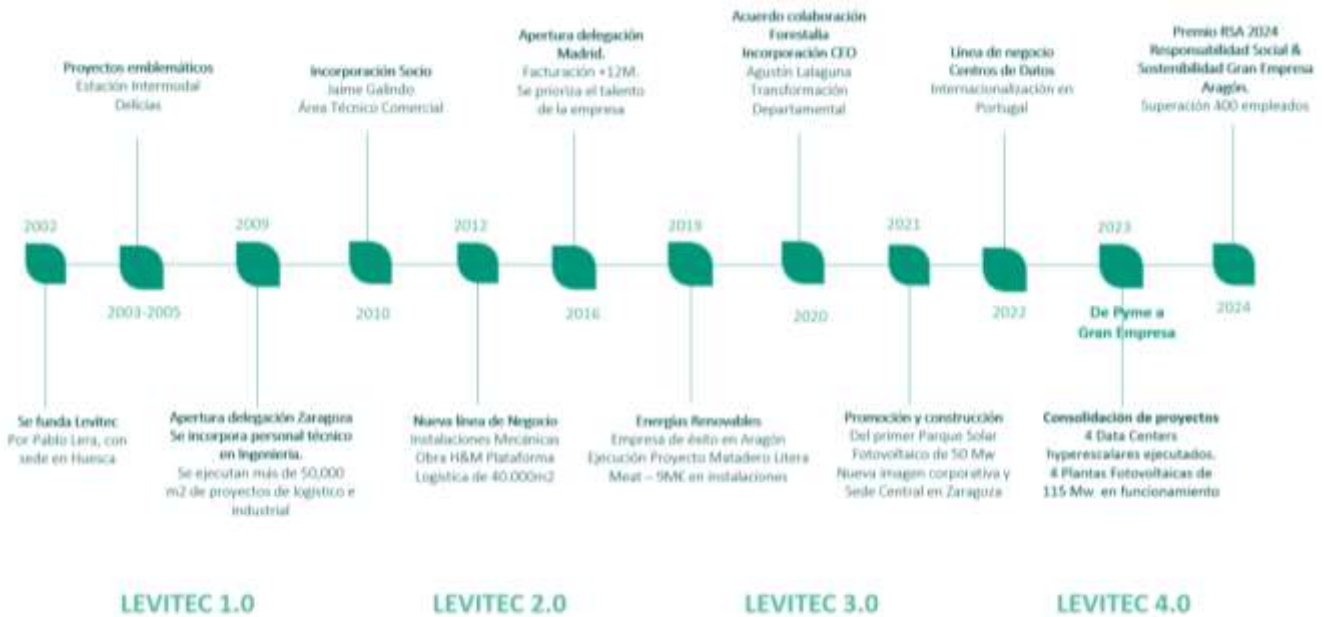 Proyectos emblemáticos
Estación Intermodal
Delicias
Incorporación Socio
Jaime Galindo
Área Técnico Comercial
Apertura delegación
Madrid.
Facturación +12M.
Se prioriza el talento
de la empresa
Acuerdo colaboración
Forestalia
Incorporación CEO
Agustín Lalaguna
Transformación
Departamental
Línea de negocio
Centros de Datos
Internacionalización en
Portugal
Premio RSA 2024
Responsabilidad Social &
Sostenibilidad Gran Empresa
Aragón.
Superación 400 empleados
2002
2003-2005
2009
2010
2012
2016
2019
2020
2021
2022
2023
De Pyme a
Gran Empresa
2024
Se funda Levitec
Por Pablo Lera, con
sede en Huesca
Apertura delegación Zaragoza
Se incorpora personal técnico
en Ingeniería.
Se ejecutan más de 50,000
m2 de proyectos de logístico e
industrial
Nueva línea de Negocio
Instalaciones Mecánicas
Obra H&M Plataforma
Logística de 40.000m2
Energías Renovables
Empresa de éxito en Aragón
Ejecución Proyecto Matadero Litera
Meat – 9M€ en instalaciones
Promoción y construcción
Del primer Parque Solar
Fotovoltaico de 50 Mw
Nueva imagen corporativa y
Sede Central en Zaragoza
Consolidación de proyectos
4 Data Centers
hyperescalares ejecutados.
4 Plantas Fotovoltaicas de
115 Mw en funcionamiento
LEVITEC 1.0
LEVITEC 2.0
LEVITEC 3.0
LEVITEC 4.0